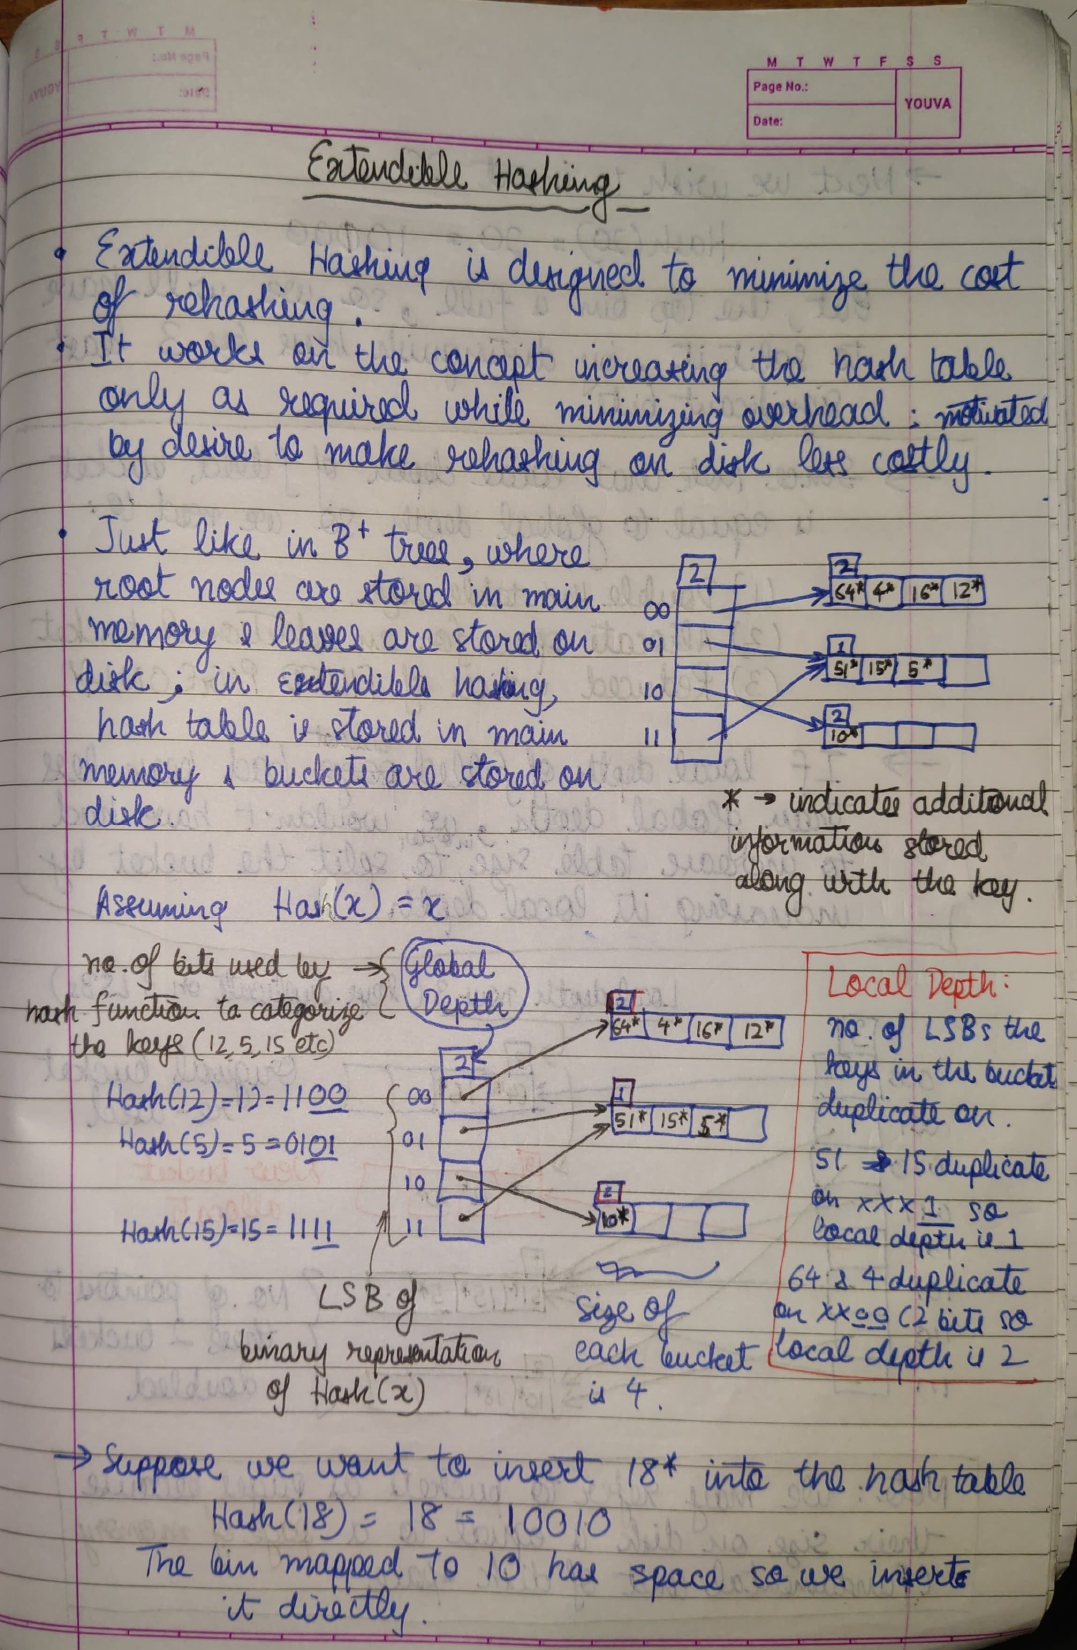 M T W T F S S
Page No.:
YOUVA
Date:
Extendible Hashing
• Extendible Hashing is designed to minimize the cost
of rehashing.
• It works on the concept increasing the hash table
only as required while minimizing overhead : motivated
by desire to make rehashing on disk less costly.
• Just like in B+ trees, where
root nodes are stored in main
memory & leaves are stored on
disk; in extendible hashing,
hash table is stored in main
memory & buckets are stored on
disk.
2
00
01
10
11
2
64* 4* 16* 12*
1
51* 15* 5*
2
10*
* → indicates additional
information stored
along with the key.
Assuming Hash(x) = x
no. of bits used by →
hash function to categorize
the keys (12, 5, 15 etc)
Global
Depth
Hash(12)=12=1100
Hash(5)=5=0101
Hash(15)=15=1111
2
00
01
10
11
2
64* 4* 16* 12*
1
51* 15* 5*
2
10*
LSB of
binary representation
of Hash(x)
size of
each bucket
is 4.
Local Depth:
no. of LSBs the
keys in the bucket
duplicate on.
51 & 15 duplicate
on xxx1 so
local depth is 1
64 & 4 duplicate
on xx00 (2 bits so
local depth is 2
→ Suppose we want to insert 18* into the hash table
Hash(18) = 18 = 10010
The bin mapped to 10 has space so we insert
it directly.